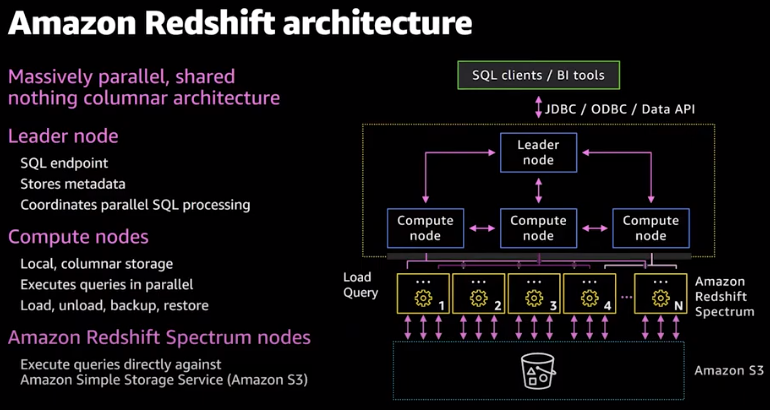 Amazon Redshift architecture
Massively parallel, shared
nothing columnar architecture
Leader node
SQL endpoint
Stores metadata
Coordinates parallel SQL processing
Compute nodes
Local, columnar storage
Executes queries in parallel
Load, unload, backup, restore
Amazon Redshift Spectrum nodes
Execute queries directly against
Amazon Simple Storage Service (Amazon S3)
SQL clients / BI tools
JDBC / ODBC / Data API
Leader
node
Compute
node
Compute
node
Compute
node
Load
Query
... 1
... 2
... 3
... 4
...
... N
Amazon
Redshift
Spectrum
Amazon S3